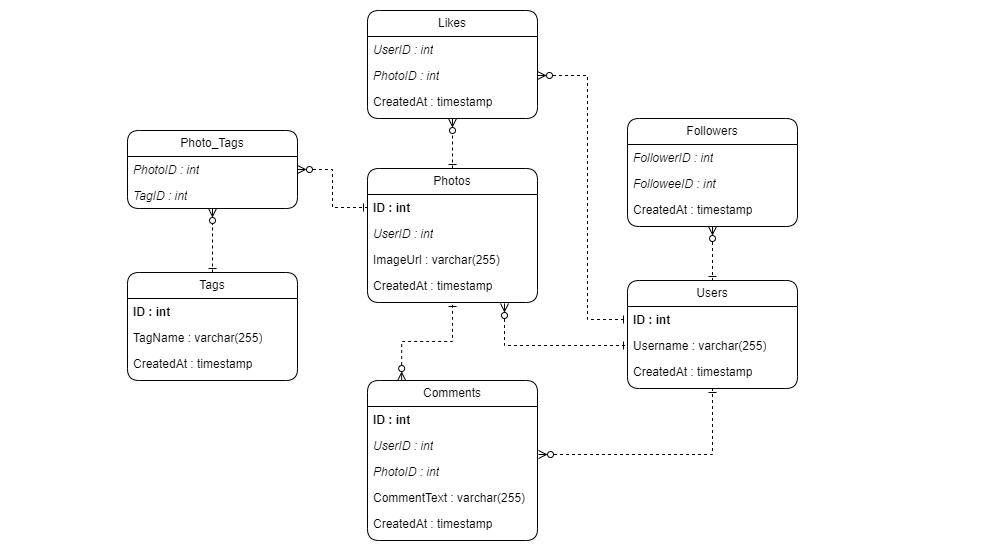 Likes
UserID : int
PhotoID : int
CreatedAt : timestamp
Photo_Tags
PhotoID : int
TagID : int
Followers
FollowerID : int
FolloweeID : int
CreatedAt : timestamp
Photos
ID : int
UserID : int
ImageUrl : varchar(255)
CreatedAt : timestamp
Tags
ID : int
TagName : varchar(255)
CreatedAt : timestamp
Users
ID : int
Username : varchar(255)
CreatedAt : timestamp
Comments
ID : int
UserID : int
PhotoID : int
CommentText : varchar(255)
CreatedAt : timestamp